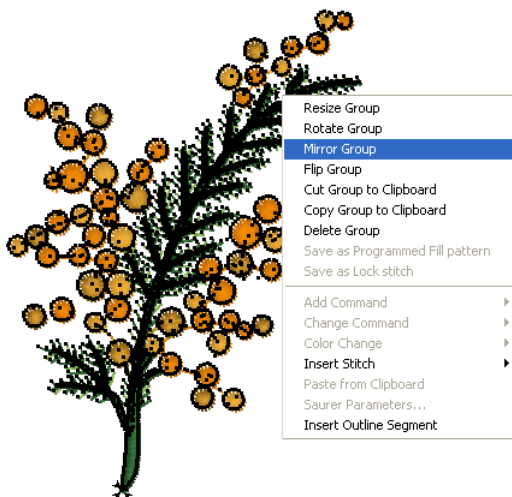 Resize Group
Rotate Group
Mirror Group
Flip Group
Cut Group to Clipboard
Copy Group to Clipboard
Delete Group
Save as Programmed Fill pattern
Save as Lock stitch
Add Command
Change Command
Color Change
Insert Stitch
Paste from Clipboard
Saurer Parameters...
Insert Outline Segment